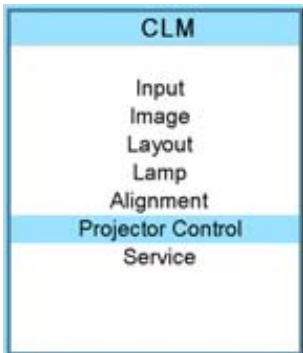 CLM
Input
Image
Layout
Lamp
Alignment
Projector Control
Service